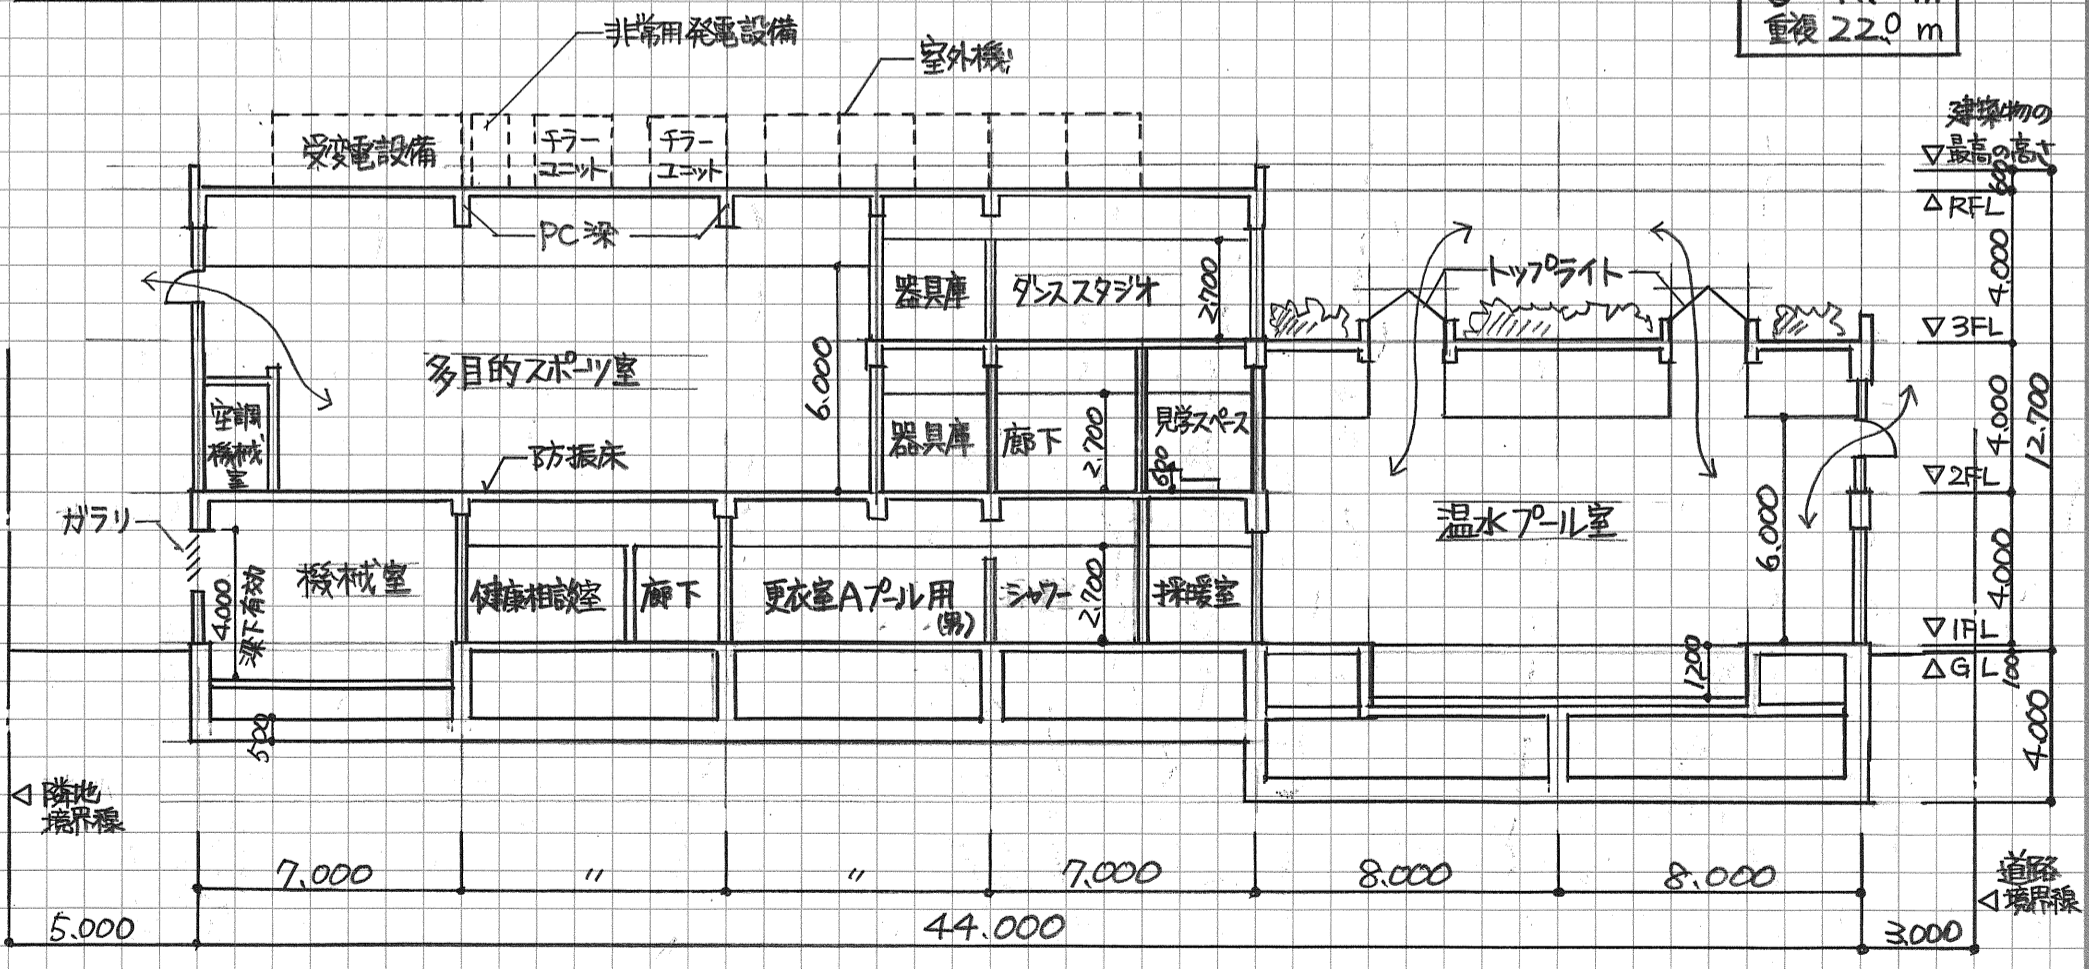 重複 22.0 m
非常用発電設備
室外機
建築物の
▽最高の高さ
受変電設備
チラー
ユニット
チラー
ユニット
600
△RFL
PC梁
トップライト
4.000
器具庫
ダンススタジオ
2.700
▽3FL
多目的スポーツ室
6.000
空調
機械
室
器具庫
廊下
2.700
見学スペース
600
4.000
12.700
防振床
▽2FL
ガラリ
温水プール室
6.000
機械室
4.000
梁下有効
健康相談室
廊下
更衣室Aプール用
(男)
シャワー
2.700
採暖室
4.000
▽1FL
△GL
100
1200
500
4.000
◁隣地
境界線
7.000
〃
〃
7.000
8.000
8.000
道路
◁境界線
5.000
44.000
3.000